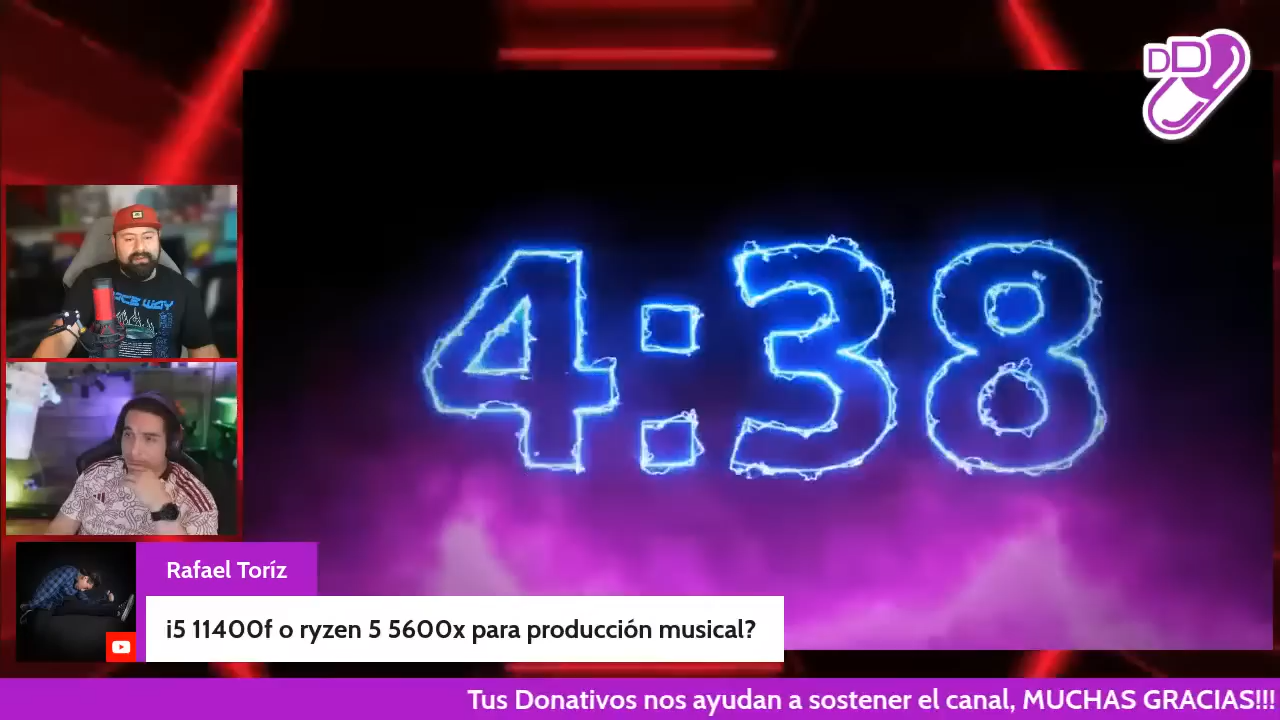 DD
4:38
Rafael Toríz
i5 11400f o ryzen 5 5600x para producción musical?
Tus Donativos nos ayudan a sostener el canal, MUCHAS GRACIAS!!!